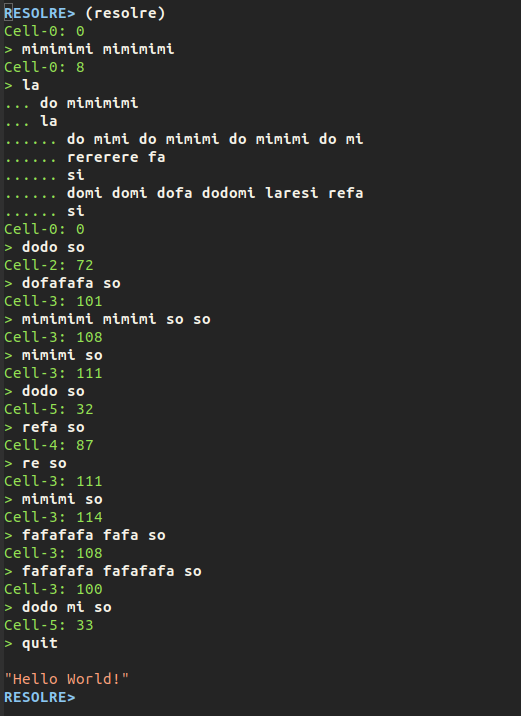 RESOLRE> (resolre)
Cell-0: 0
> mimimimi mimimimi
Cell-0: 8
> la
... do mimimimi
... la
...... do mimi do mimimi do mimimi do mi
...... rererere fa
...... si
...... domi domi dofa dodomi laresi refa
...... si
Cell-0: 0
> dodo so
Cell-2: 72
> dofafafa so
Cell-3: 101
> mimimimi mimimi so so
Cell-3: 108
> mimimi so
Cell-3: 111
> dodo so
Cell-5: 32
> refa so
Cell-4: 87
> re so
Cell-3: 111
> mimimi so
Cell-3: 114
> fafafafa fafa so
Cell-3: 108
> fafafafa fafafafa so
Cell-3: 100
> dodo mi so
Cell-5: 33
> quit
"Hello World!"
RESOLRE>